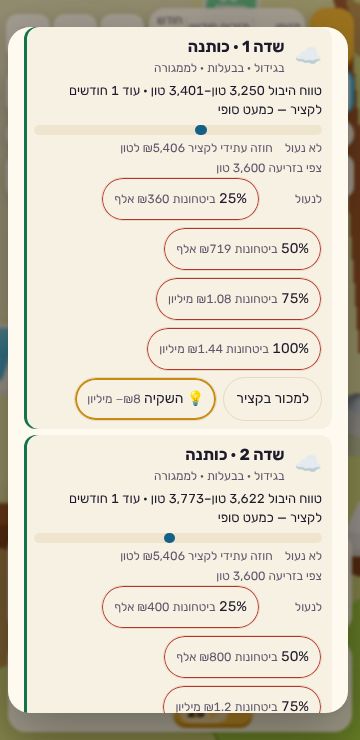 שדה 1 • כותנה
בגידול • בבעלות • לממגורה
טווח היבול 3,250 טון–3,401 טון • עוד 1 חודשים
לקציר — כמעט סופי
לא נעול חוזה עתידי לקציר ₪5,406 לטון
צפי בזריעה 3,600 טון
לנעול 25% ביטחונות ₪360 אלף
50% ביטחונות ₪719 אלף
75% ביטחונות ₪1.08 מיליון
100% ביטחונות ₪1.44 מיליון
למכור בקציר 💡 השקיה ₪8− מיליון
שדה 2 • כותנה
בגידול • בבעלות • לממגורה
טווח היבול 3,622 טון–3,773 טון • עוד 1 חודשים
לקציר — כמעט סופי
לא נעול חוזה עתידי לקציר ₪5,406 לטון
צפי בזריעה 3,600 טון
לנעול 25% ביטחונות ₪400 אלף
50% ביטחונות ₪800 אלף
75% ביטחונות ₪1.2 מיליון